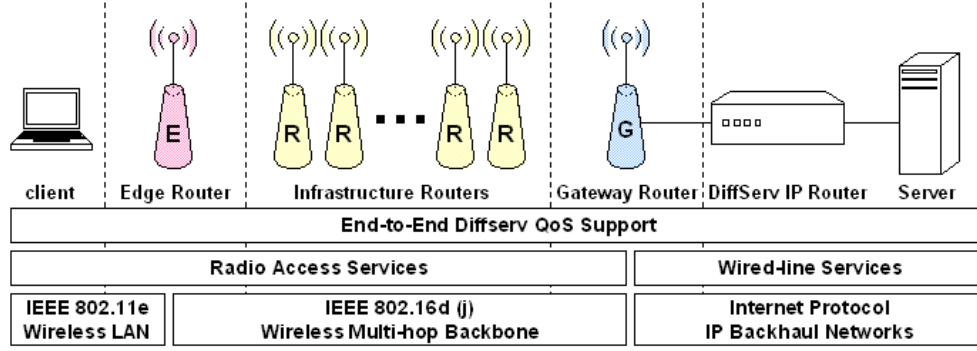 E
R
R
R
R
G
client
Edge Router
Infrastructure Routers
Gateway Router
DiffServ IP Router
Server
End-to-End Diffserv QoS Support
Radio Access Services
Wired-line Services
IEEE 802.11e
Wireless LAN
IEEE 802.16d (j)
Wireless Multi-hop Backbone
Internet Protocol
IP Backhaul Networks